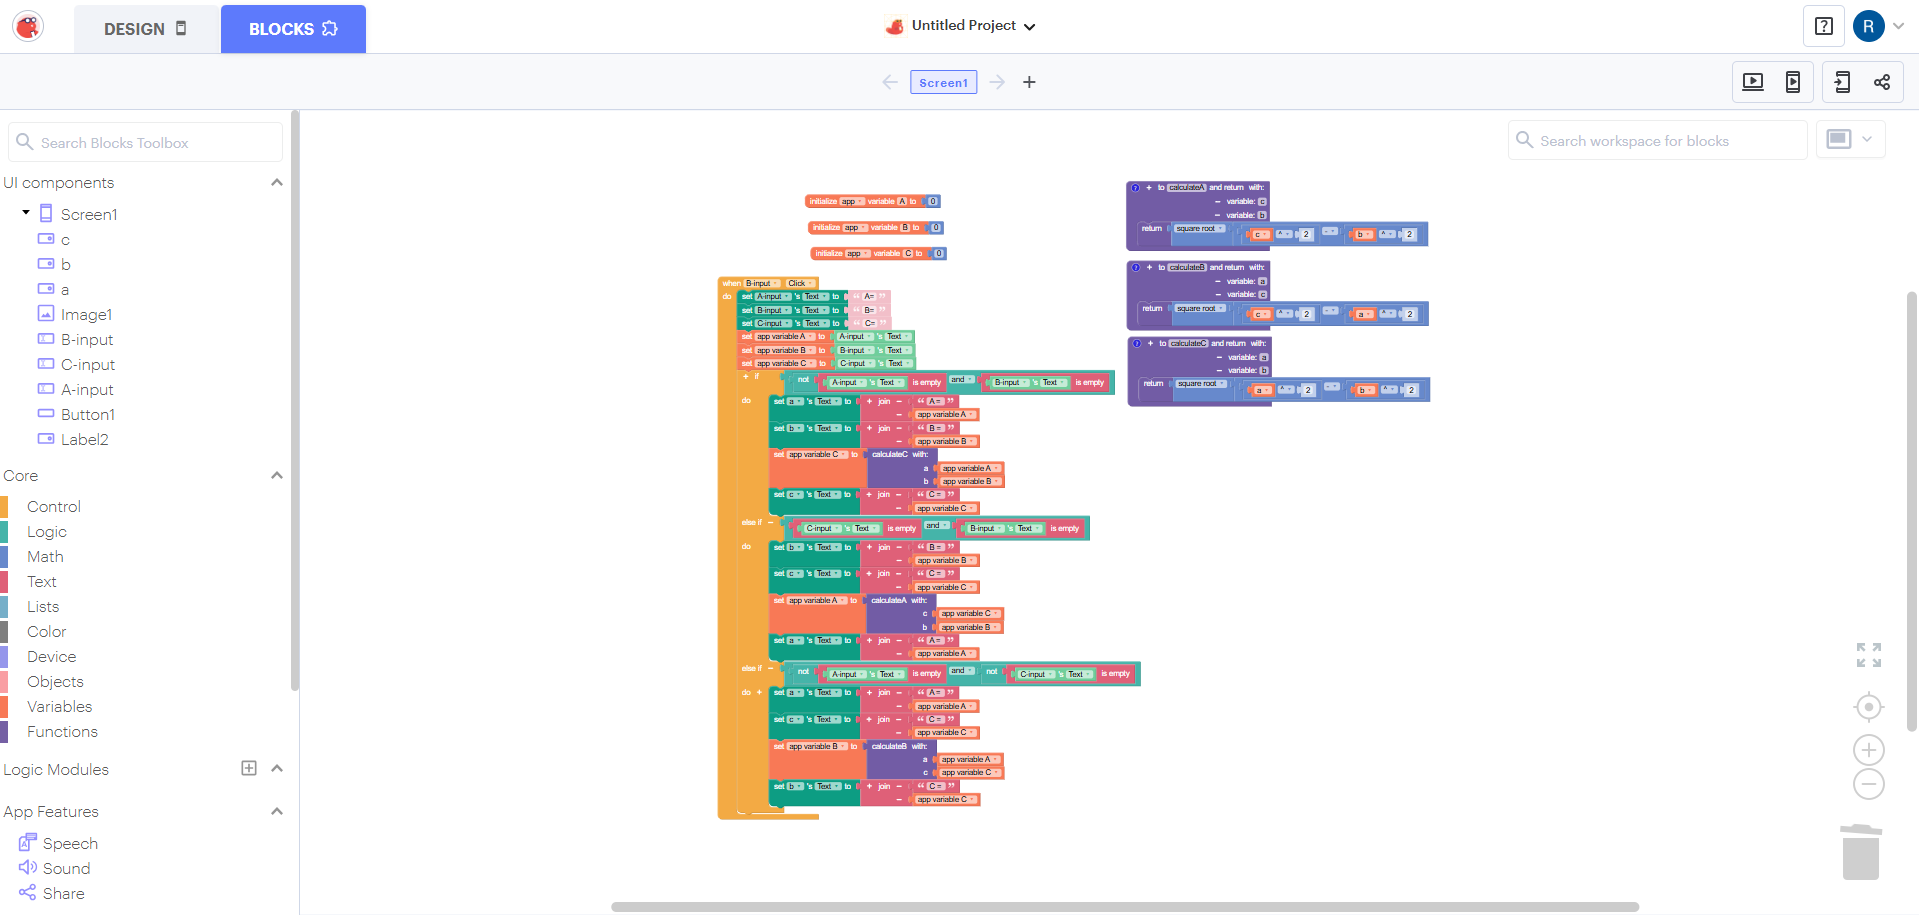 DESIGN
BLOCKS
Untitled Project
?
R
Screen1
+
Search Blocks Toolbox
Search workspace for blocks
UI components
Screen1
c
b
a
Image1
B-input
C-input
A-input
Button1
Label2
Core
Control
Logic
Math
Text
Lists
Color
Device
Objects
Variables
Functions
Logic Modules
App Features
Speech
Sound
Share
initialize app variable A to 0
initialize app variable B to 0
initialize app variable C to 0
when B-input Click
do set A-input 's Text to “ A= ”
set B-input 's Text to “ B= ”
set C-input 's Text to “ C= ”
set app variable A to A-input 's Text
set app variable B to B-input 's Text
set app variable C to C-input 's Text
+ if not A-input 's Text is empty and B-input 's Text is empty
do set a 's Text to + join − “ A = ”
− app variable A
set b 's Text to + join − “ B = ”
− app variable B
set app variable C to calculateC with:
a app variable A
b app variable B
set c 's Text to + join − “ C = ”
− app variable C
else if − C-input 's Text is empty and B-input 's Text is empty
do set b 's Text to + join − “ B = ”
− app variable B
set c 's Text to + join − “ C = ”
− app variable C
set app variable A to calculateA with:
c app variable C
b app variable B
set a 's Text to + join − “ A = ”
− app variable A
else if − not A-input 's Text is empty and not C-input 's Text is empty
do + set a 's Text to + join − “ A = ”
− app variable A
set c 's Text to + join − “ C = ”
− app variable C
set app variable B to calculateB with:
a app variable A
c app variable C
set b 's Text to + join − “ C = ”
− app variable C
? + to calculateA and return with:
− variable: c
− variable: b
return square root c ^ 2 - b ^ 2
? + to calculateB and return with:
− variable: a
− variable: c
return square root c ^ 2 - a ^ 2
? + to calculateC and return with:
− variable: a
− variable: b
return square root a ^ 2 - b ^ 2